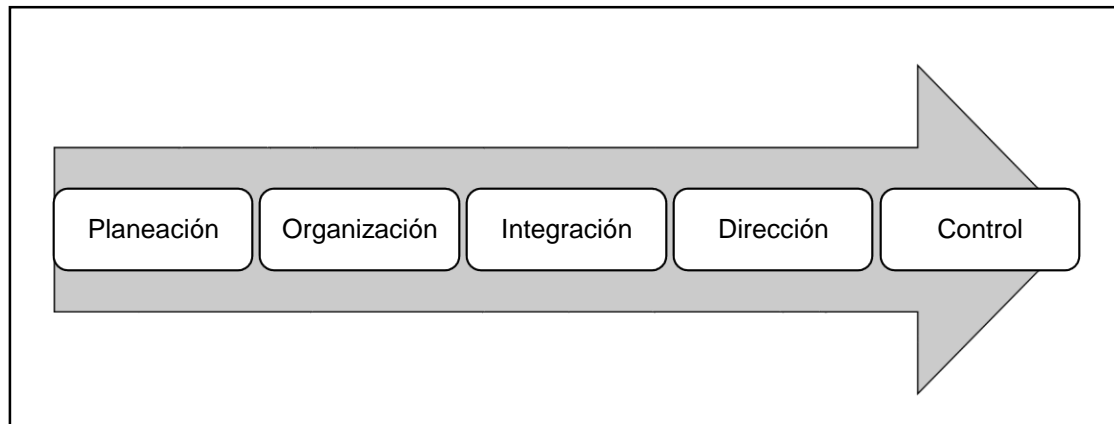 Planeación
Organización
Integración
Dirección
Control